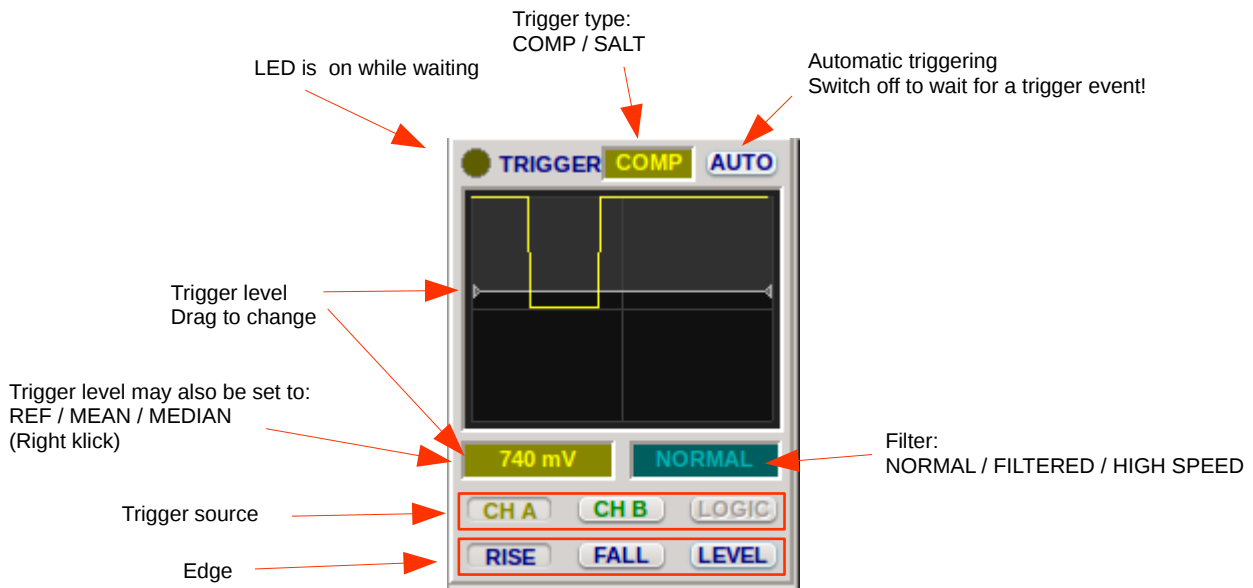 Trigger type:
COMP / SALT
LED is  on while waiting
Automatic triggering
Switch off to wait for a trigger event!
TRIGGER COMP AUTO
Trigger level
Drag to change
Trigger level may also be set to:
REF / MEAN / MEDIAN
(Right klick)
740 mV NORMAL
Filter:
NORMAL / FILTERED / HIGH SPEED
Trigger source
CH A CH B LOGIC
Edge
RISE FALL LEVEL